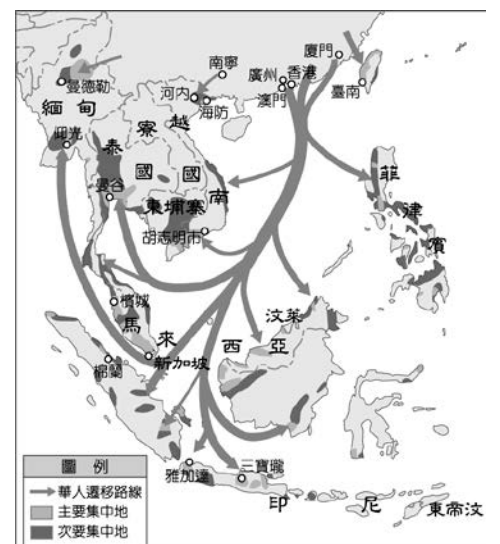 廈門
南寧
廣州
香港
曼德勒
河內
澳門
臺南
海防
緬甸
寮
越
仰光
泰
國
國
菲
曼谷
南
律
柬埔寨
賓
胡志明市
檳城
汶萊
馬
來
西
亞
新加坡
棉蘭
圖例
雅加達
三寶瓏
華人遷移路線
主要集中地
印
尼
東帝汶
次要集中地